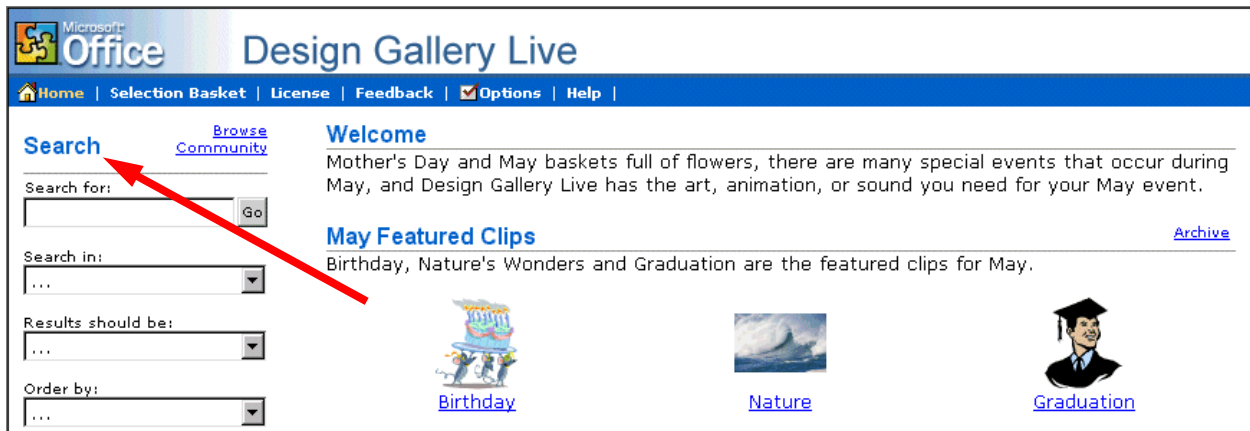 Microsoft
Office
Design Gallery Live
Home | Selection Basket | License | Feedback | Options | Help |
Search
Browse
Community
Search for:
Go
Search in:
...
Results should be:
...
Order by:
...
Welcome
Mother's Day and May baskets full of flowers, there are many special events that occur during
May, and Design Gallery Live has the art, animation, or sound you need for your May event.
May Featured Clips
Archive
Birthday, Nature's Wonders and Graduation are the featured clips for May.
Birthday
Nature
Graduation